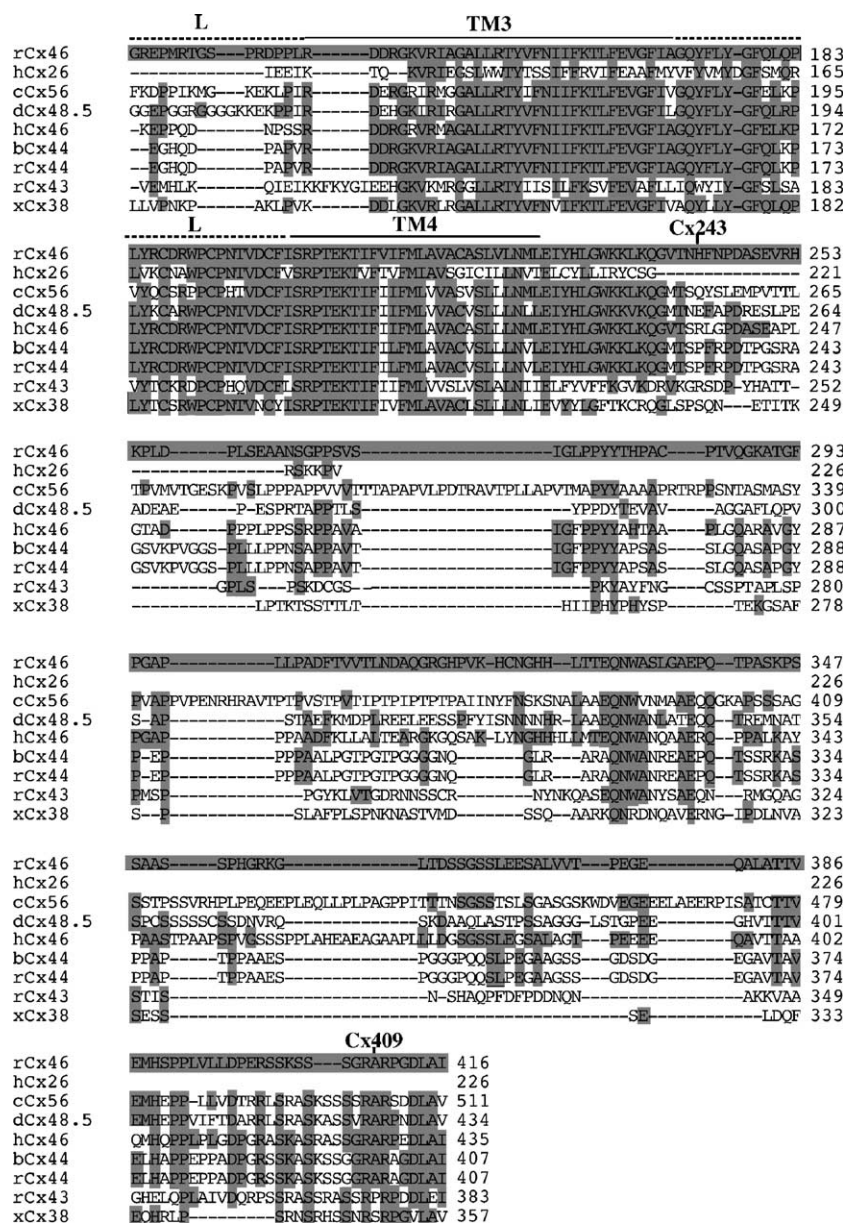 L TM3
rCx46 GREPMRTGS---PRDPPLR------DDRGKVRIAGALLRTYVFNIIFKTLFEVGFIAGQYFLY-GFQLQP 183
hCx26 -------------IEEIK------TQ--KVRIEGSLWWTYTSSIFFRVIFEAAFMYVFYVMYDGFSMQR 165
cCx56 FKDPPIKMG---KEKLPIR------DERGRIRMGGALLRTYIFNIIFKTLFEVGFIVGQYFLY-GFELKP 195
dCx48.5 GGEPGGRGGGGKKEKPPIR------DEHGKIRIRGALLRTYVFNIIFKTLFEVGFILGQYFLY-GFQLRP 194
hCx46 -KEPPQD-----NPSSR------DDRGRVRMAGALLRTYVFNIIFKTLFEVGFIAGQYFLY-GFELKP 172
bCx44 --EGHQD-----PAPVR------DDRGKVRIAGALLRTYVFNIIFKTLFEVGFIAGQYFLY-GFQLKP 173
rCx44 --EGHQD-----PAPVR------DDRGKVRIAGALLRTYVFNIIFKTLFEVGFIAGQYFLY-GFQLKP 173
rCx43 -VEMHLK-----QIEIKKFKYGIEEHGKVKMRGGLLRTYIISILFKSVFEVAFLLIQWYIY-GFSLSA 183
xCx38 LLVPNKP-----AKLPVK------DDLGKVRLRGALLRTYVFNVIFKTLFEVGFIVAQYLLY-GFQLQP 182
L TM4 Cx243
rCx46 LYRCDRWPCPNTVDCFISRPTEKTIFVIFMLAVACASLVLNMLEIYHLGWKKLKQGVTNHFNPDASEVRH 253
hCx26 LVKCNAWPCPNTVDCFVSRPTEKTVFTVFMIAVSGICILLNVTELCYLLIRYCSG--------------- 221
cCx56 VYQCSRPPCPHTVDCFISRPTEKTIFIIFMLVVASVSLLLNMLEIYHLGWKKLKQGMTSQYSLEMPVTTL 265
dCx48.5 LYKCARWPCPNTVDCFISRPTEKTIFIIFMLVVACVSLLLNLLEIYHLGWKKVKQGMTNEFAPDRESLPE 264
hCx46 LYRCDRWPCPNTVDCFISRPTEKTIFIIFMLAVACVSLLLNMLEIYHLGWKKLKQGVTSRLGPDASEAPL 247
bCx44 LYRCDRWPCPNTVDCFISRPTEKTIFILFMLAVACVSLLLNVLEIYHLGWKKLKQGMTSPFRPDTPGSRA 243
rCx44 LYRCDRWPCPNTVDCFISRPTEKTIFILFMLAVACVSLLLNMLEIYHLGWKKLKQGMTSPFRPDTPGSRA 243
rCx43 VYTCKRDPCPHQVDCFLSRPTEKTIFIIFMLVVSLVSLALNIIELFYVFFKGVKDRVKGRSDP-YHATT- 252
xCx38 LYTCSRWPCPNTVNCYISRPTEKTIFIVFMLAVACLSLLLNLIEVYYLGFTKCRQGLSPSQN---ETITK 249
rCx46 KPLD------PLSEAANSGPPSVS-------------------IGLPPYYTHPAC----PTVQGKATGF 293
hCx26 ----------------RSKKPV 226
cCx56 TPVMVTGESKPVSLPPPAPPVVVTTTAPAPVLPDTRAVTPLLAPVTMAPYYAAAAPRTRPPSNTASMASY 339
dCx48.5 ADEAE------P-ESPRTAPPTLS--------------------YPPDYTEVAV-----AGGAFLQPV 300
hCx46 GTAD------PPPLPPSSRPPAVA-------------------IGFPPYYAHTAA----PLGQARAVGY 287
bCx44 GSVKPVGGS-PLLLPPNSAPPAVT-------------------IGFPPYYAPSAS----SLGQASAPGY 288
rCx44 GSVKPVGGS-PLLLPPNSAPPAVT-------------------IGFPPYYAPSAS----SLGQASAPGY 288
rCx43 ---------GPLS---PSKDCGS------------------------PKYAYFNG----CSSPTAPLSP 280
xCx38 -------------LPTKTSSTTLT-------------------HIIPHYPHYSP-----TEKGSAF 278
rCx46 PGAP-----------LLPADFTVVTLNDAQGRGHPVK-HCNGHH--LTTEQNWASLGAEPQ--TPASKPS 347
hCx26 226
cCx56 PVAPPVPENRHRAVTPTPVSTPVTIPTPIPTPTPAIINYFNSKSNALAAEQNWVNMAAEQQGKAPSSSAG 409
dCx48.5 S-AP------------STAEFKMDPLREELEESSPFYISNNNNHR-LAAEQNWANLATEQQ--TREMNAT 354
hCx46 PGAP-----------PPAADFKLLALTEARGKGQSAK-LYNGHHHLLMTEQNWANQAAERQ--PPALKAY 343
bCx44 P-EP-----------PPPAALPGTPGTPGGGGNQ------GLR---ARAQNWANREAEPQ--TSSRKAS 334
rCx44 P-EP-----------PPPAALPGTPGTPGGGGNQ------GLR---ARAQNWANREAEPQ--TSSRKAS 334
rCx43 PMSP-----------PGYKLVTGDRNNSSCR--------NYNKQASEQNWANYSAEQN---RMGQAG 324
xCx38 S--P-----------SLAFPLSPNKNASTVMD-------SSQ---AARKQNRDNQAVERNG-IPDLNVA 323
rCx46 SAAS-----SPHGRKG--------------LTDSSGSSLEESALVVT---PEGE---------QALATTV 386
hCx26 226
cCx56 SSTPSSVRHPLPEQEEPLEQLLPLPAGPPITTTNSGSSTSLSGASGSKWDVEGEEELAEERPISATCTTIV 479
dCx48.5 SPCSSSSSCSSDNVRQ--------------SKDAAQLASTPSSAGGG-LSTGPEE--------GHVTTTIV 401
hCx46 PAASTPAAPSPVGSSSPPLAHEAEAGAAPLLLDGSGSSLEGSALAGT--PEEEE---------QAVTTAA 402
bCx44 PPAP-----TPPAAES--------------PGGGPQQSLPEGAAGSS---GDSDG--------EGAVTAV 374
rCx44 PPAP-----TPPAAES--------------PGGGPQQSLPEGAAGSS---GDSDG--------EGAVTAV 374
rCx43 STIS--------------------------N-SHAQPFDFPDDNQN-------------------AKKVAA 349
xCx38 SESS-----------------------------------------------SE------------LDQF 333
Cx409
rCx46 EMHSPPLVLLDPERSSKSS---SGRARPGDLAI 416
hCx26 226
cCx56 EMHEPP-LLVDTRRLSRASKSSSSRARSDDLAV 511
dCx48.5 EMHEPPVIFTDARRLSRASKASSVRARPNDLAV 434
hCx46 QMHQPPLPLGDPGRASKASRASSGRARPEDLAI 435
bCx44 ELHAPPEPPADPGRSSKASKSSGGRARAGDLAI 407
rCx44 ELHAPPEPPADPGRSSKASKSSGGRARAGDLAI 407
rCx43 GHELQPLAIVDQRPSSRASSRASSRPRPDDLEI 383
xCx38 EQHRLP---------SRNSRHSSNRSRPGVLAV 357